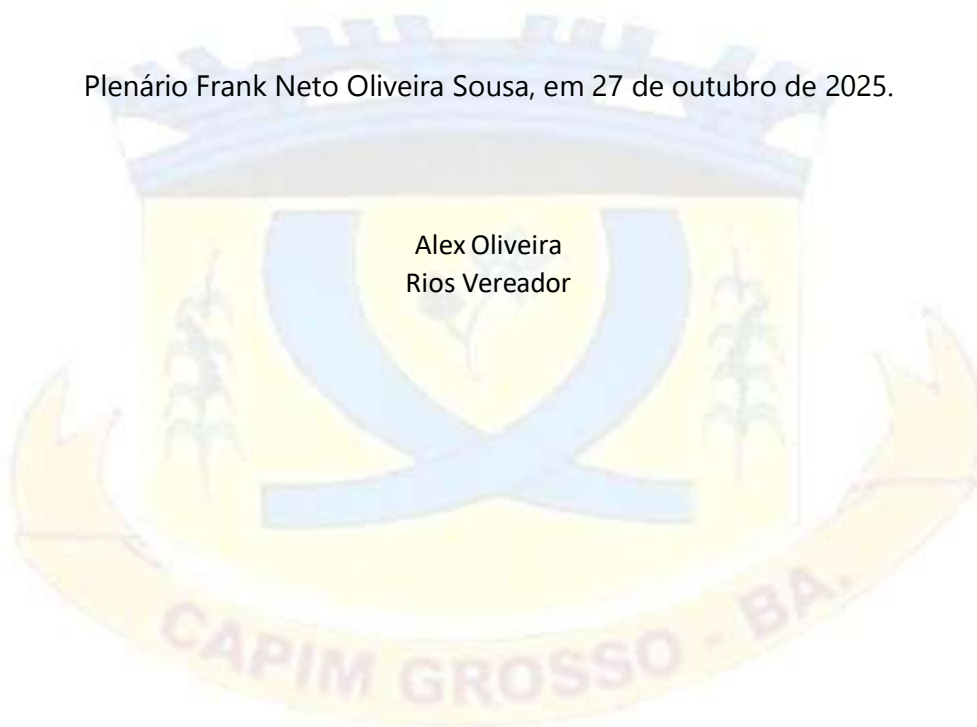 Plenário Frank Neto Oliveira Sousa, em 27 de outubro de 2025.
Alex Oliveira
Rios Vereador
CAPIM GROSSO - BA.